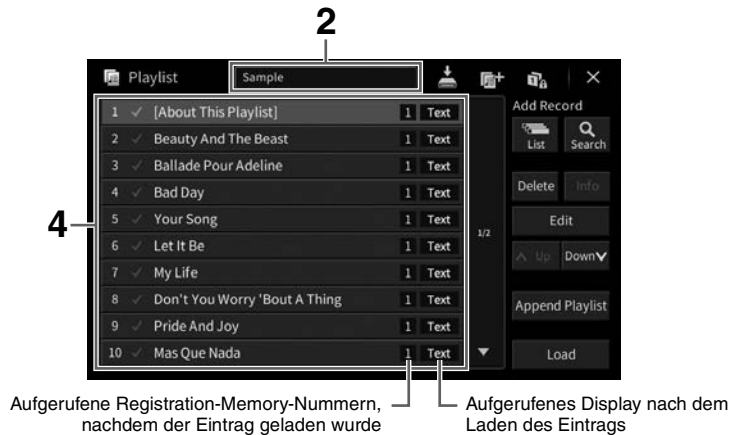 2
Playlist Sample
4
1 [About This Playlist] 1 Text
2 Beauty And The Beast 1 Text
3 Ballade Pour Adeline 1 Text
4 Bad Day 1 Text
5 Your Song 1 Text
6 Let It Be 1 Text
7 My Life 1 Text
8 Don't You Worry 'Bout A Thing 1 Text
9 Pride And Joy 1 Text
10 Mas Que Nada 1 Text
1/2
Add Record
List Search
Delete Info
Edit
Up Down
Append Playlist
Load
Aufgerufene Registration-Memory-Nummern,
nachdem der Eintrag geladen wurde
Aufgerufenes Display nach dem
Laden des Eintrags